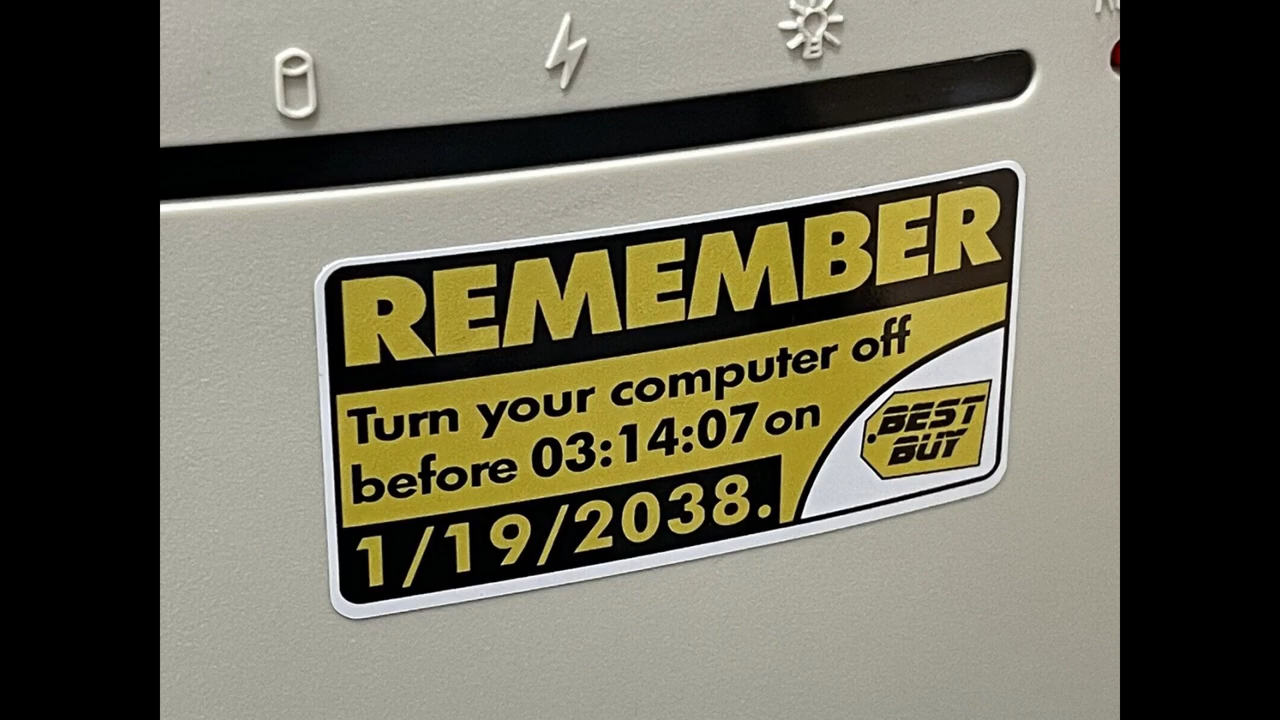 REMEMBER
Turn your computer off
before 03:14:07 on
1/19/2038.
BEST
BUY